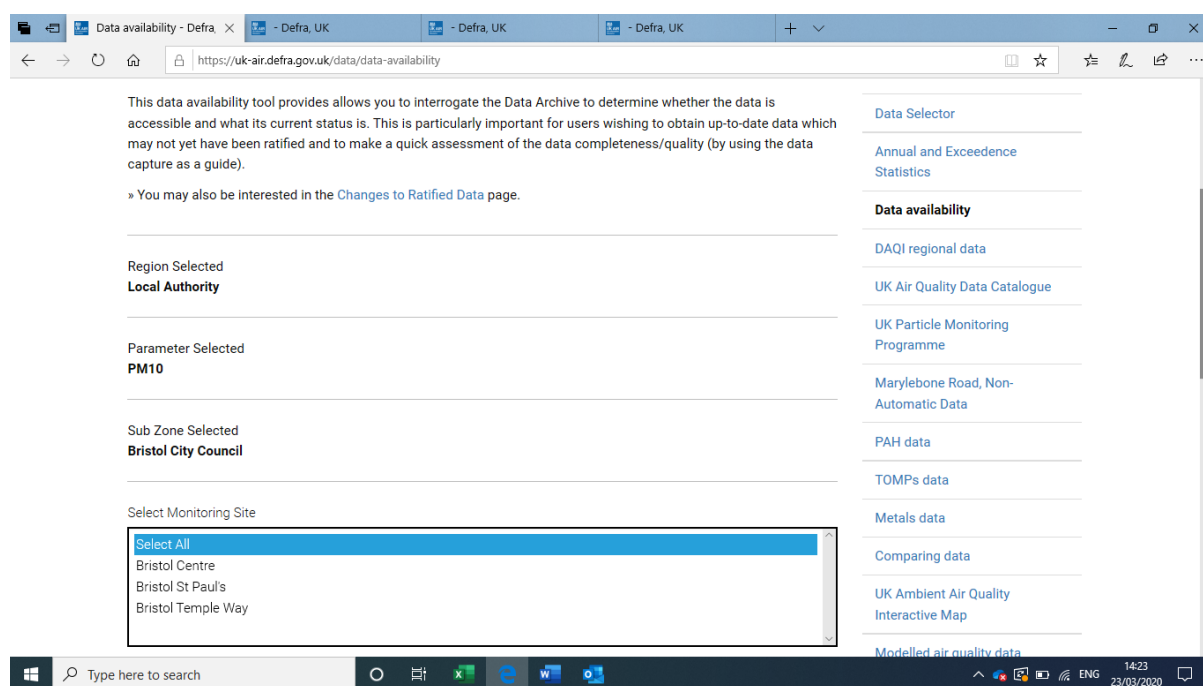 Data availability - Defra,
- Defra, UK
- Defra, UK
- Defra, UK
https://uk-air.defra.gov.uk/data/data-availability
This data availability tool provides allows you to interrogate the Data Archive to determine whether the data is
accessible and what its current status is. This is particularly important for users wishing to obtain up-to-date data which
may not yet have been ratified and to make a quick assessment of the data completeness/quality (by using the data
capture as a guide).
» You may also be interested in the Changes to Ratified Data page.
Region Selected
Local Authority
Parameter Selected
PM10
Sub Zone Selected
Bristol City Council
Select Monitoring Site
Select All
Bristol Centre
Bristol St Paul's
Bristol Temple Way
Data Selector
Annual and Exceedence
Statistics
Data availability
DAQI regional data
UK Air Quality Data Catalogue
UK Particle Monitoring
Programme
Marylebone Road, Non-
Automatic Data
PAH data
TOMPs data
Metals data
Comparing data
UK Ambient Air Quality
Interactive Map
Modelled air quality data
Type here to search
ENG
14:23
23/03/2020